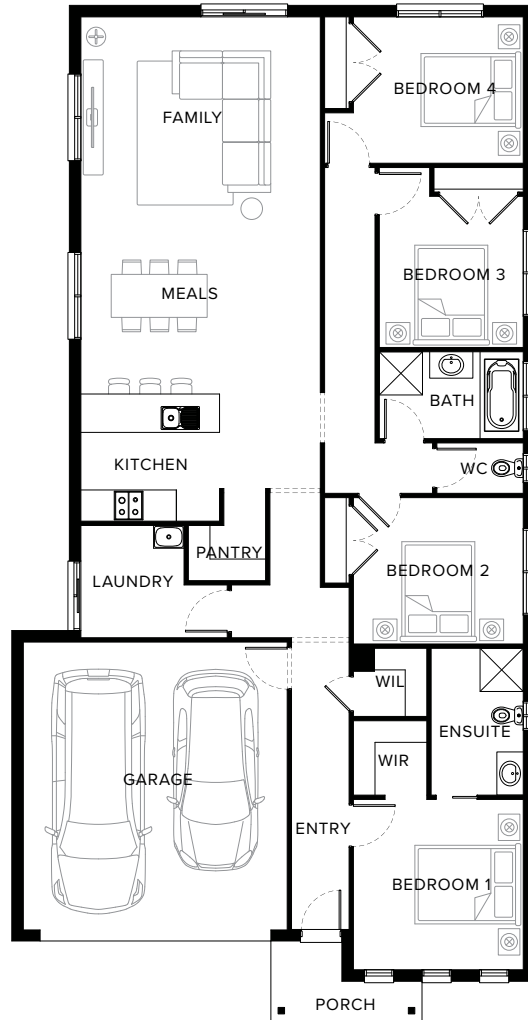 BEDROOM 4
FAMILY
BEDROOM 3
MEALS
BATH
KITCHEN
WC
PANTRY
BEDROOM 2
LAUNDRY
WIL
ENSUITE
WIR
GARAGE
ENTRY
BEDROOM 1
PORCH